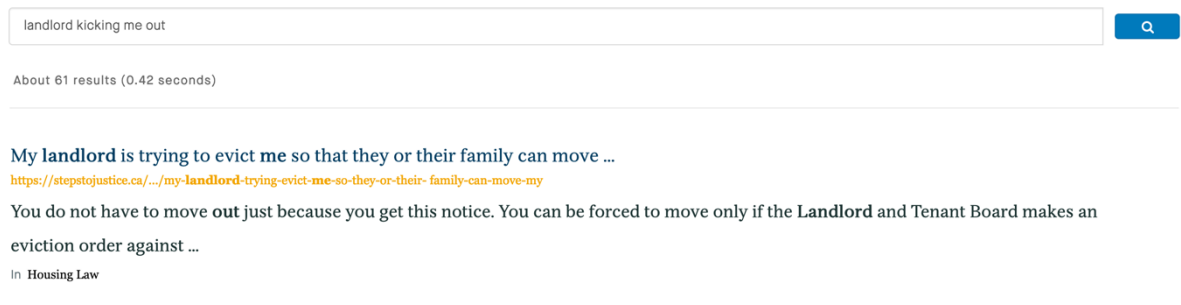 landlord kicking me out
About 61 results (0.42 seconds)
My landlord is trying to evict me so that they or their family can move ...
https://stepstojustice.ca/.../my-landlord-trying-evict-me-so-they-or-their- family-can-move-my
You do not have to move out just because you get this notice. You can be forced to move only if the Landlord and Tenant Board makes an
eviction order against ...
In Housing Law